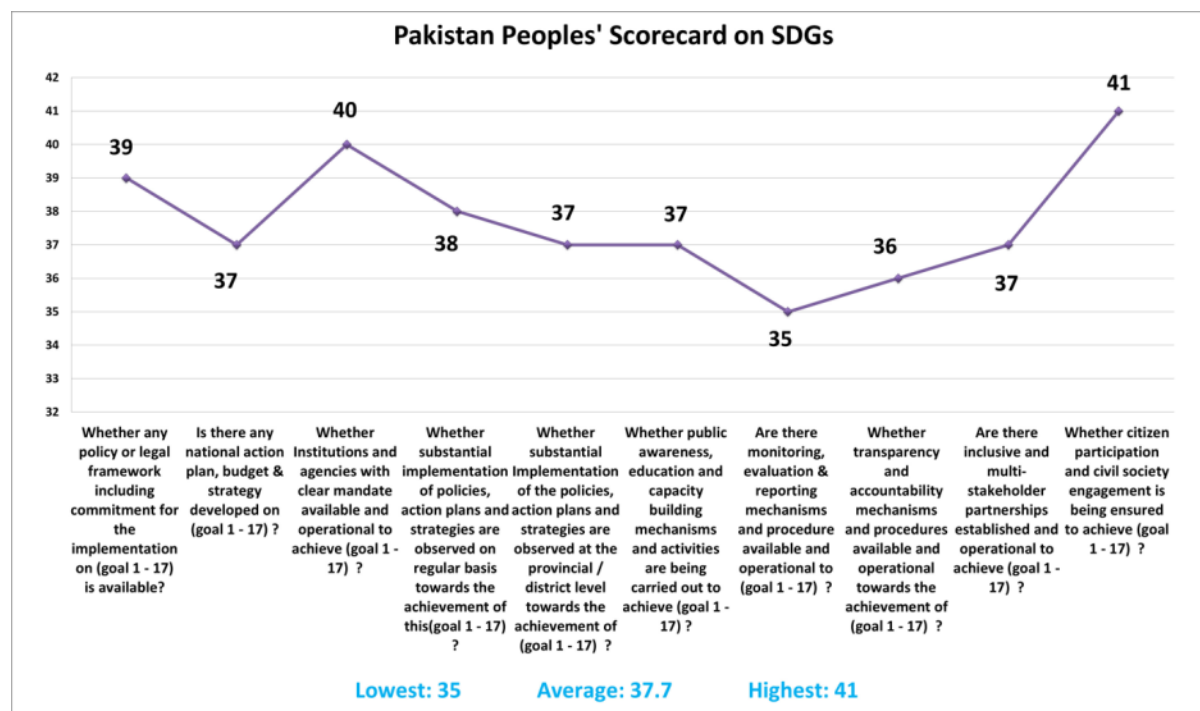 Pakistan Peoples' Scorecard on SDGs
42
41
40
39
38
37
36
35
34
33
32
39
37
40
38
37
37
35
36
37
41
Whether any
policy or legal
framework
including
commitment for
the
implementation
on (goal 1 - 17)
is available?
Is there any
national action
plan, budget &
strategy
developed on
(goal 1 - 17) ?
Whether
Institutions and
agencies with
clear mandate
available and
operational to
achieve (goal 1 -
17) ?
Whether
substantial
implementation
of policies,
action plans and
strategies are
observed on
regular basis
towards the
achievement of
this(goal 1 - 17)
?
Whether
substantial
Implementation
of the policies,
action plans and
strategies are
observed at the
provincial /
district level
towards the
achievement of
(goal 1 - 17) ?
Whether public
awareness,
education and
capacity
building
mechanisms
and activities
are being
carried out to
achieve (goal 1 -
17) ?
Are there
monitoring,
evaluation &
reporting
mechanisms
and procedure
available and
operational to
(goal 1 - 17) ?
Whether
transparency
and
accountability
mechanisms
and procedures
available and
operational
towards the
achievement of
(goal 1 - 17) ?
Are there
inclusive and
multi-
stakeholder
partnerships
established and
operational to
achieve (goal 1 -
17) ?
Whether citizen
participation
and civil society
engagement is
being ensured
to achieve (goal
1 - 17) ?
Lowest: 35 Average: 37.7 Highest: 41